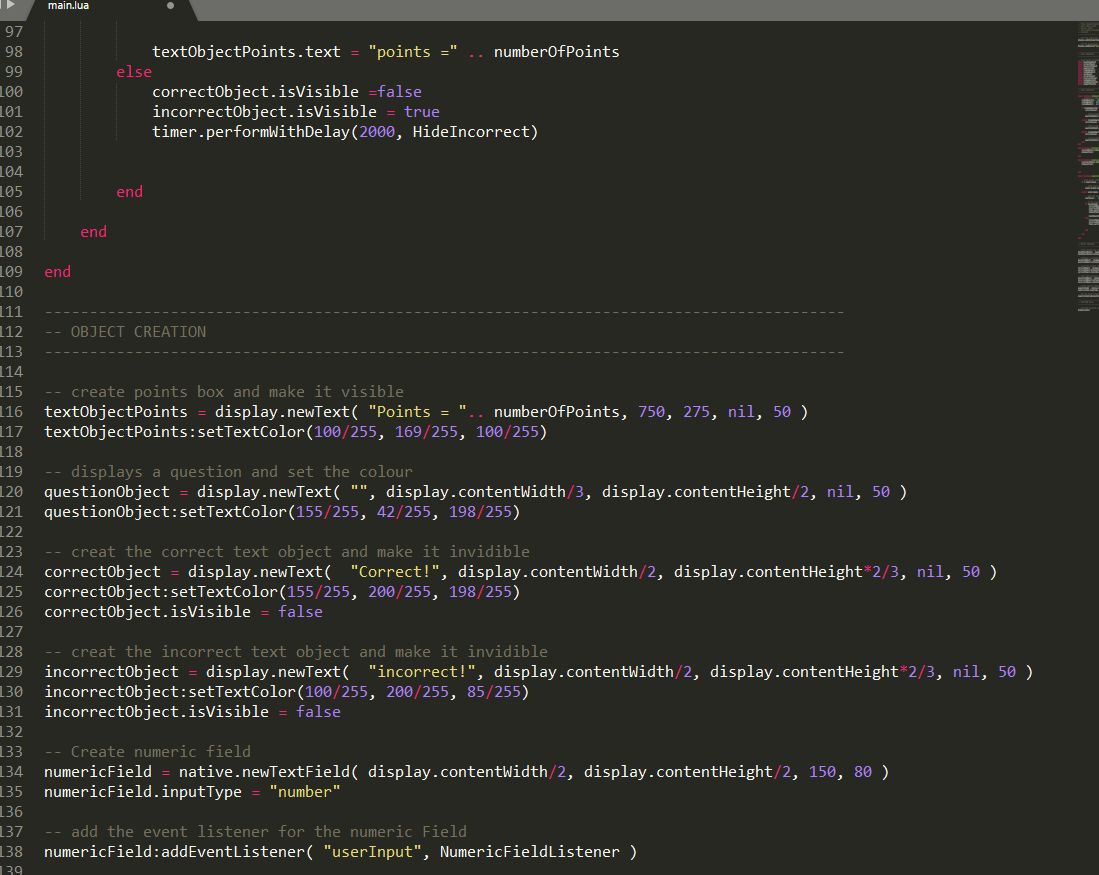 main.lua
97
98 textObjectPoints.text = "points =" .. numberOfPoints
99 else
100 correctObject.isVisible =false
101 incorrectObject.isVisible = true
102 timer.performWithDelay(2000, HideIncorrect)
103
104
105 end
106
107 end
108
109 end
110
111 -----------------------------------------------------------------------------------------
112 -- OBJECT CREATION
113 -----------------------------------------------------------------------------------------
114
115 -- create points box and make it visible
116 textObjectPoints = display.newText( "Points = ".. numberOfPoints, 750, 275, nil, 50 )
117 textObjectPoints:setTextColor(100/255, 169/255, 100/255)
118
119 -- displays a question and set the colour
120 questionObject = display.newText( "", display.contentWidth/3, display.contentHeight/2, nil, 50 )
121 questionObject:setTextColor(155/255, 42/255, 198/255)
122
123 -- creat the correct text object and make it invidible
124 correctObject = display.newText(  "Correct!", display.contentWidth/2, display.contentHeight*2/3, nil, 50 )
125 correctObject:setTextColor(155/255, 200/255, 198/255)
126 correctObject.isVisible = false
127
128 -- creat the incorrect text object and make it invidible
129 incorrectObject = display.newText(  "incorrect!", display.contentWidth/2, display.contentHeight*2/3, nil, 50 )
130 incorrectObject:setTextColor(100/255, 200/255, 85/255)
131 incorrectObject.isVisible = false
132
133 -- Create numeric field
134 numericField = native.newTextField( display.contentWidth/2, display.contentHeight/2, 150, 80 )
135 numericField.inputType = "number"
136
137 -- add the event listener for the numeric Field
138 numericField:addEventListener( "userInput", NumericFieldListener )
139